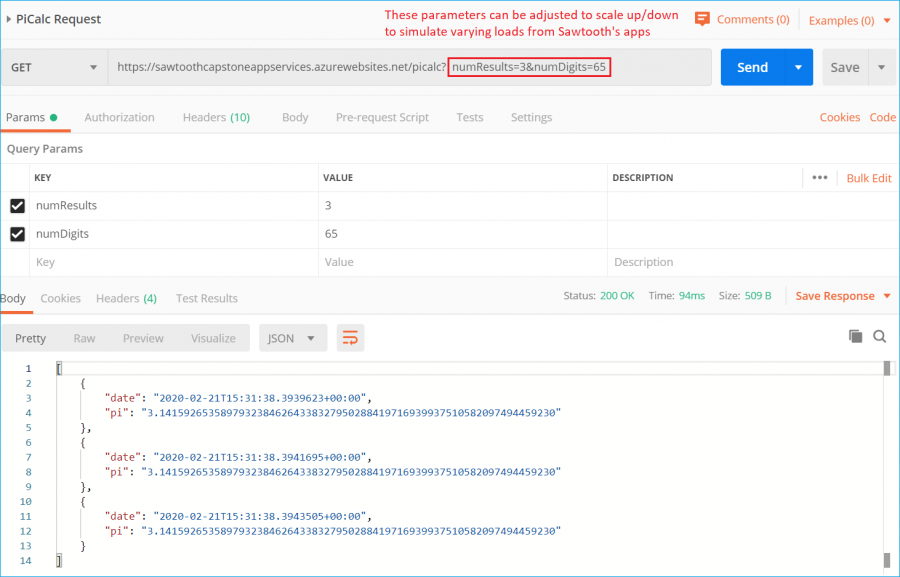 PiCalc Request
These parameters can be adjusted to scale up/down
to simulate varying loads from Sawtooth's apps
Comments (0)
Examples (0)
GET
https://sawtoothcapstoneappservices.azurewebsites.net/picalc?numResults=3&numDigits=65
Send
Save
Params
Authorization
Headers (10)
Body
Pre-request Script
Tests
Settings
Cookies
Code
Query Params
KEY VALUE DESCRIPTION ••• Bulk Edit
numResults 3
numDigits 65
Key Value Description
Body Cookies Headers (4) Test Results Status: 200 OK Time: 94ms Size: 509 B Save Response
Pretty Raw Preview Visualize JSON
1 [
2 {
3 "date": "2020-02-21T15:31:38.3939623+00:00",
4 "pi": "3.14159265358979323846264338327950288419716939937510582097494459230"
5 },
6 {
7 "date": "2020-02-21T15:31:38.3941695+00:00",
8 "pi": "3.14159265358979323846264338327950288419716939937510582097494459230"
9 },
10 {
11 "date": "2020-02-21T15:31:38.3943505+00:00",
12 "pi": "3.14159265358979323846264338327950288419716939937510582097494459230"
13 }
14 ]